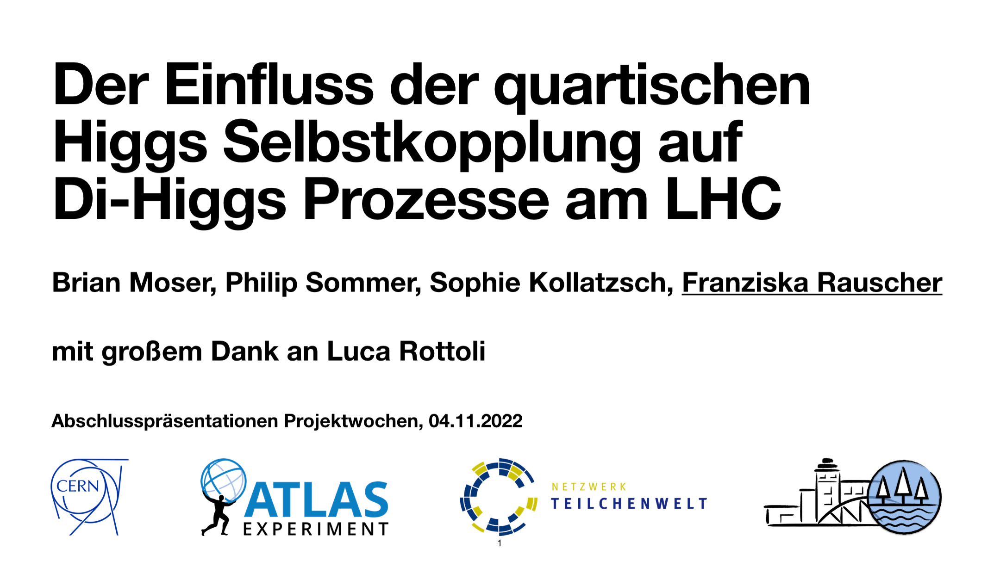 Der Einfluss der quartischen
Higgs Selbstkopplung auf
Di-Higgs Prozesse am LHC
Brian Moser, Philip Sommer, Sophie Kollatzsch, Franziska Rauscher
mit großem Dank an Luca Rottoli
Abschlusspräsentationen Projektwochen, 04.11.2022
CERN
ATLAS
EXPERIMENT
NETZWERK
TEILCHENWELT
1